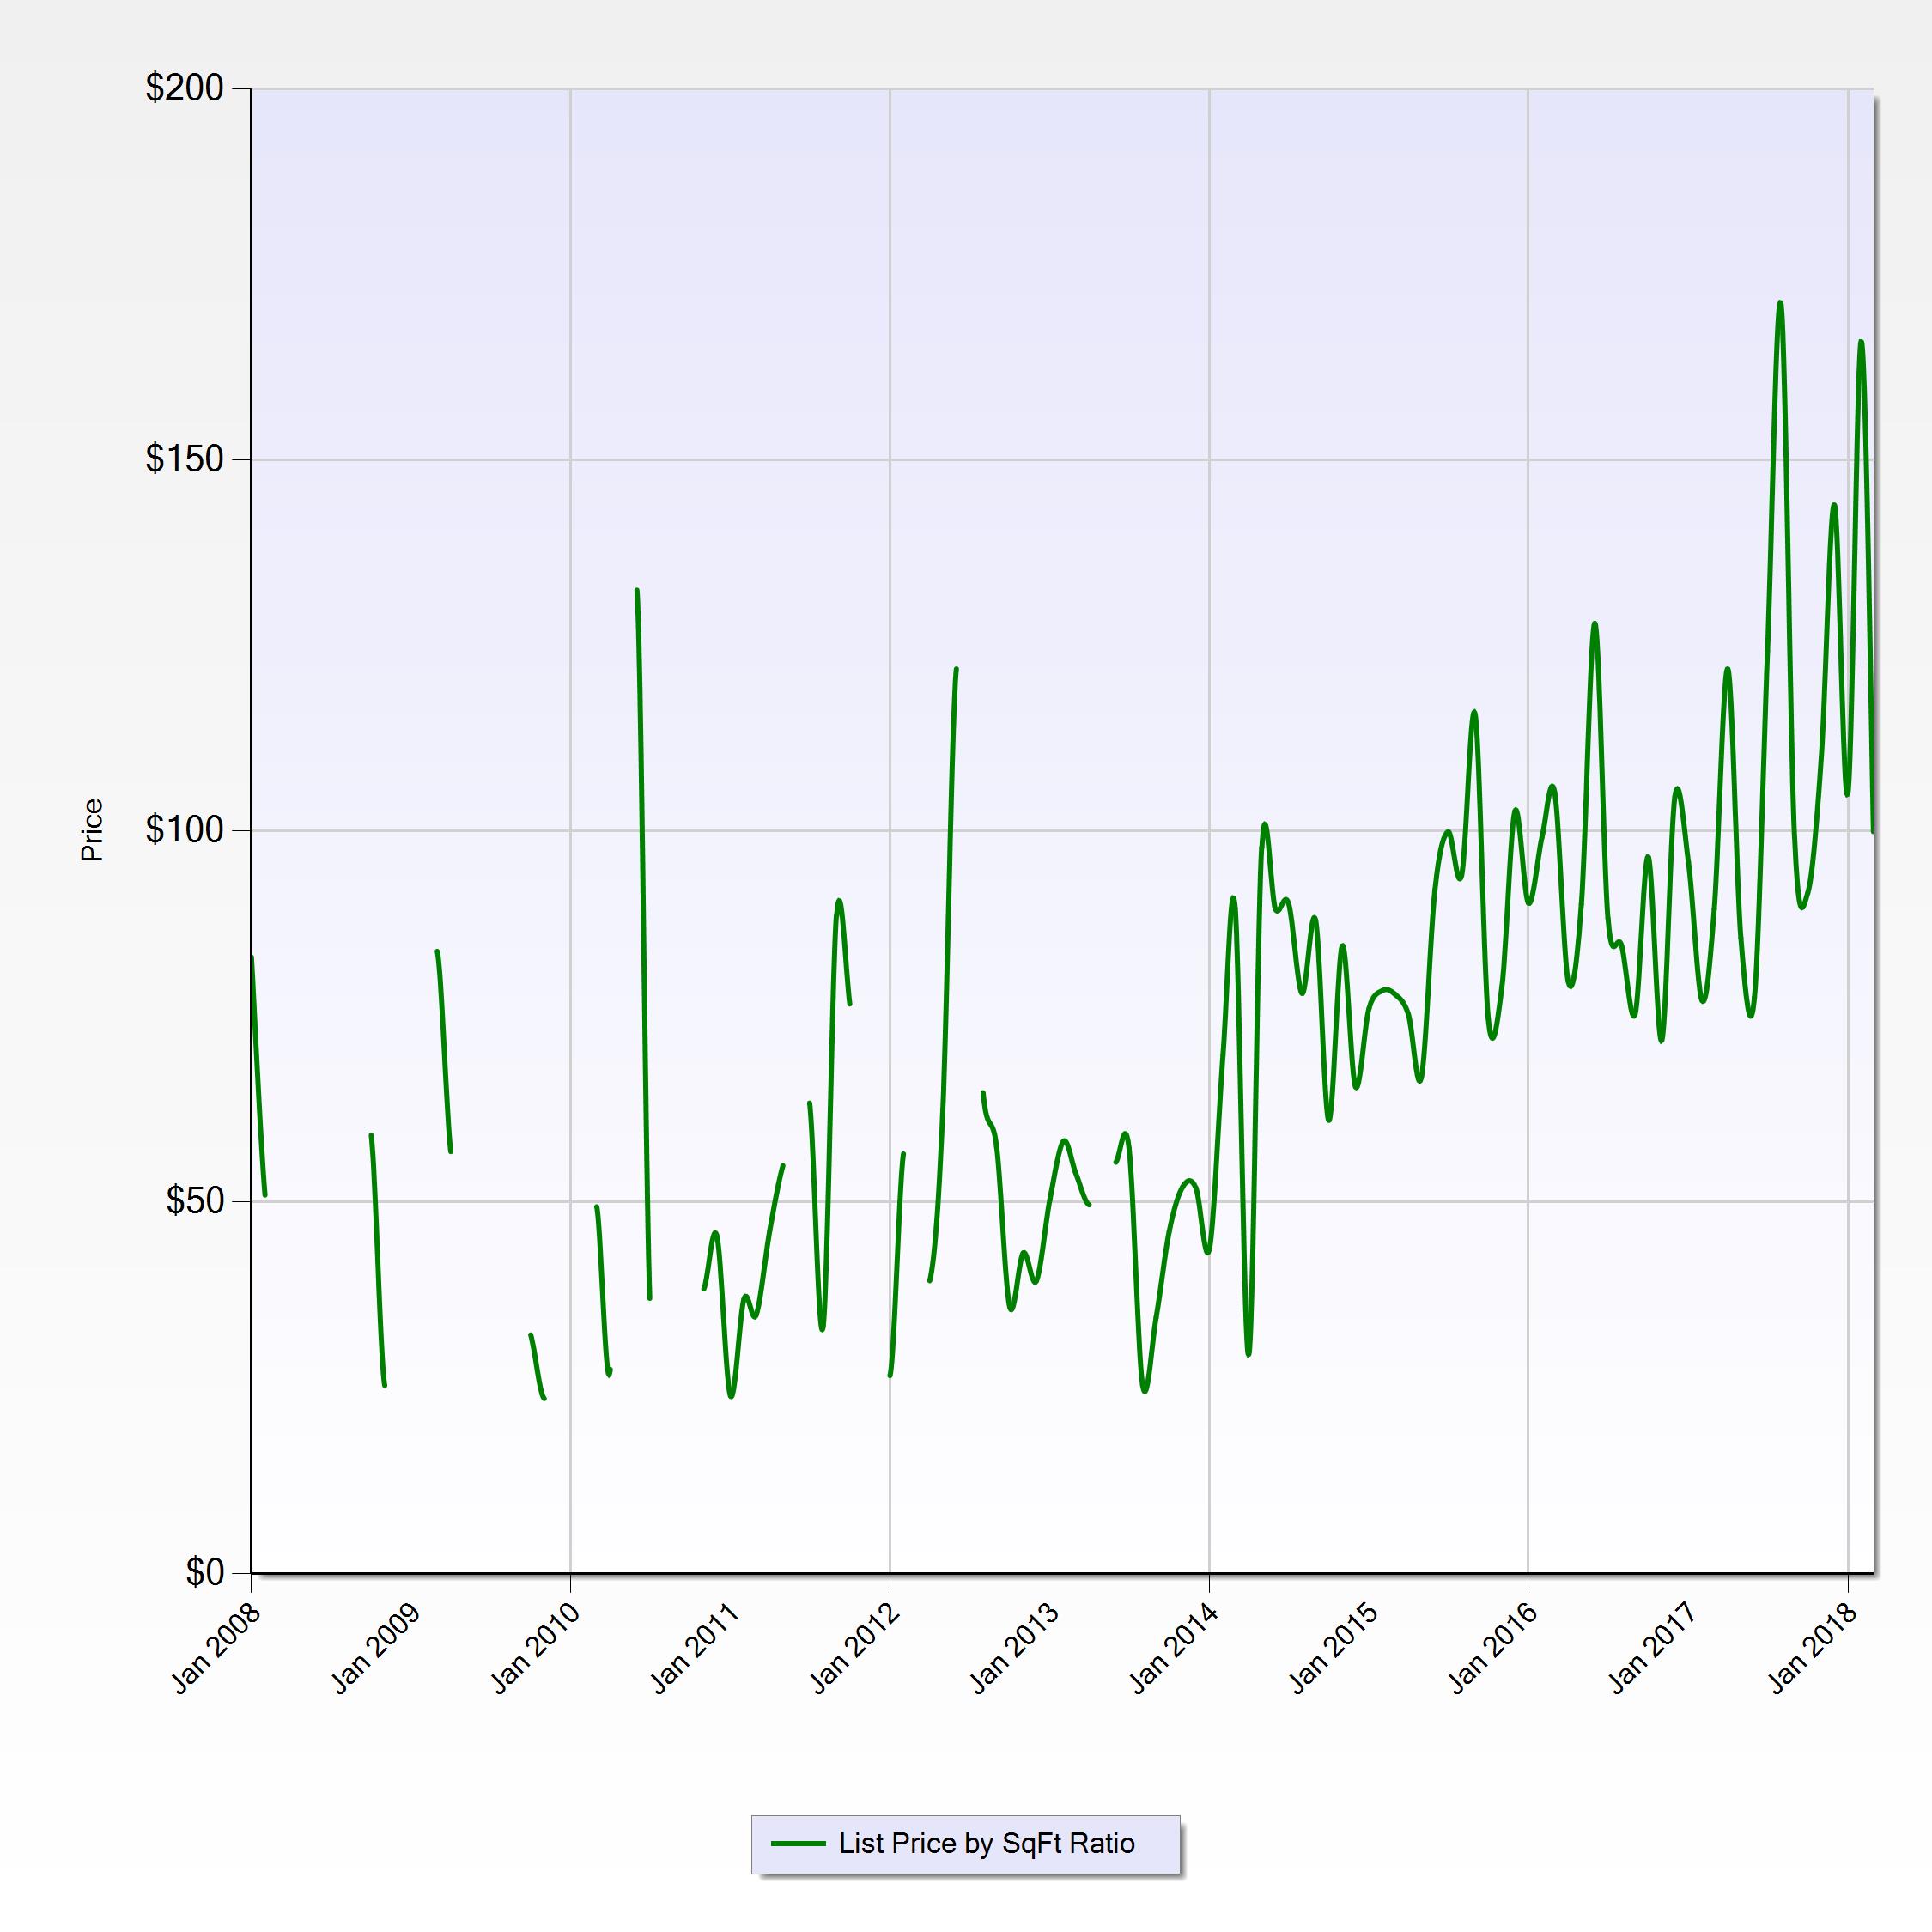 $200
$150
$100
$50
$0
Price
Jan 2008
Jan 2009
Jan 2010
Jan 2011
Jan 2012
Jan 2013
Jan 2014
Jan 2015
Jan 2016
Jan 2017
Jan 2018
List Price by SqFt Ratio